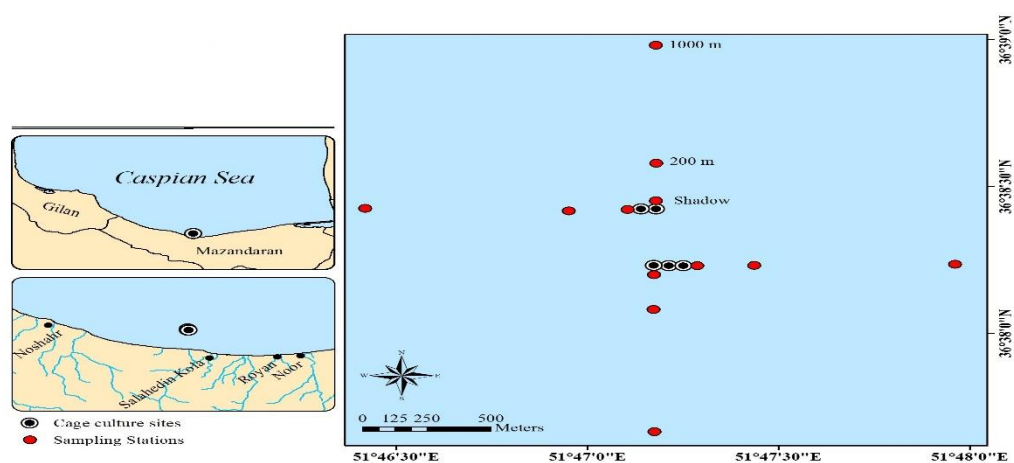 Caspian Sea
Gilan
Mazandaran
Noshahr
Salahedin-Kola
Royan
Noor
Cage culture sites
Sampling Stations
1000 m
200 m
Shadow
N
W
E
S
0 125 250 500
Meters
36°39'0"N
36°38'30"N
36°38'0"N
51°46'30"E 51°47'0"E 51°47'30"E 51°48'0"E